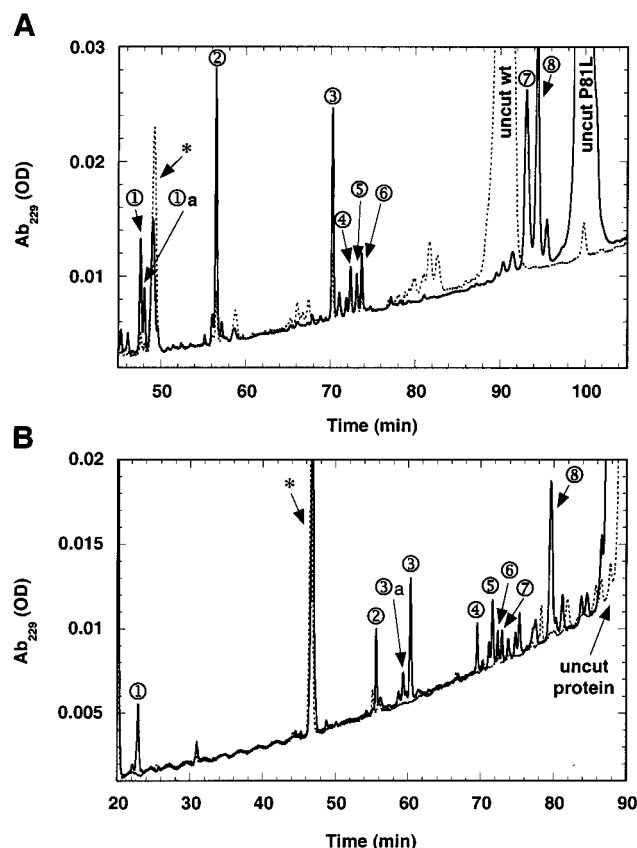 A
0.03
0.02
0.01
Ab229 (OD)
① ①a * ② ③ ④ ⑤ ⑥ uncut wt ⑦ ⑧ uncut P81L
50 60 70 80 90 100
Time (min)
B
0.02
0.015
0.01
0.005
Ab229 (OD)
① * ② ③a ③ ④ ⑤ ⑥ ⑦ ⑧
uncut
protein
20 30 40 50 60 70 80 90
Time (min)